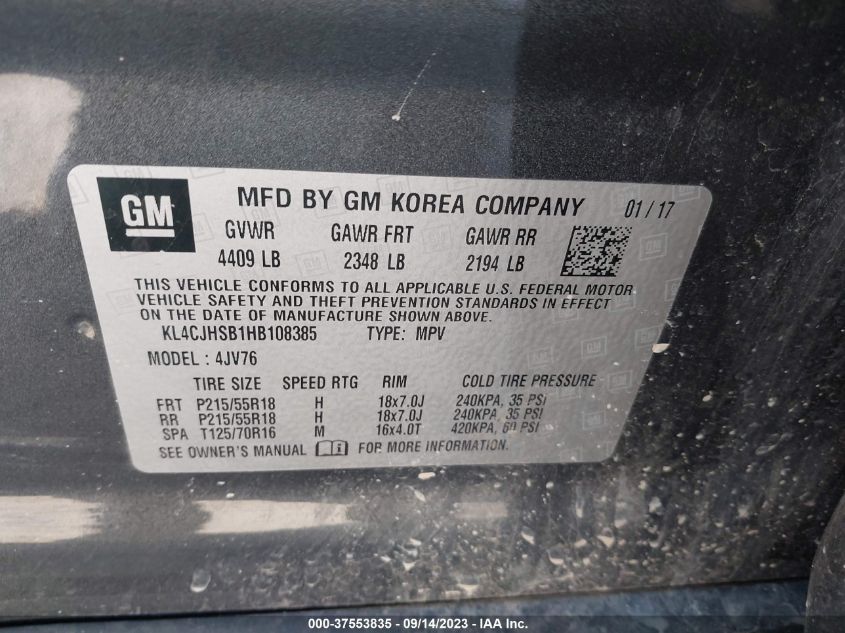 GM
MFD BY GM KOREA COMPANY 01/17
GVWR GAWR FRT GAWR RR
4409 LB 2348 LB 2194 LB
THIS VEHICLE CONFORMS TO ALL APPLICABLE U.S. FEDERAL MOTOR
VEHICLE SAFETY AND THEFT PREVENTION STANDARDS IN EFFECT
ON THE DATE OF MANUFACTURE SHOWN ABOVE.
KL4CJHSB1HB108385 TYPE: MPV
MODEL : 4JV76
TIRE SIZE SPEED RTG RIM COLD TIRE PRESSURE
FRT P215/55R18 H 18x7.0J 240KPA, 35 PSI
RR P215/55R18 H 18x7.0J 240KPA, 35 PSI
SPA T125/70R16 M 16x4.0T 420KPA, 60 PSI
SEE OWNER'S MANUAL FOR MORE INFORMATION.
000-37553835 - 09/14/2023 - IAA Inc.